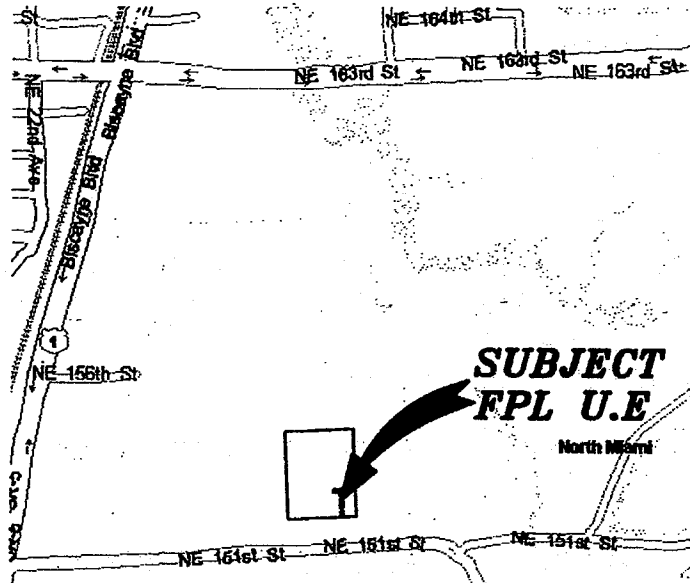 St
NE 164th St
NE 163rd St
NE 163rd St
NE 163rd St
NE 22nd Ave
Biscayne Blvd
Biscayne Blvd
1
NE 156th St
SUBJECT
FPL U.E
North Miami
NE 151st St
NE 151st St
NE 151st St